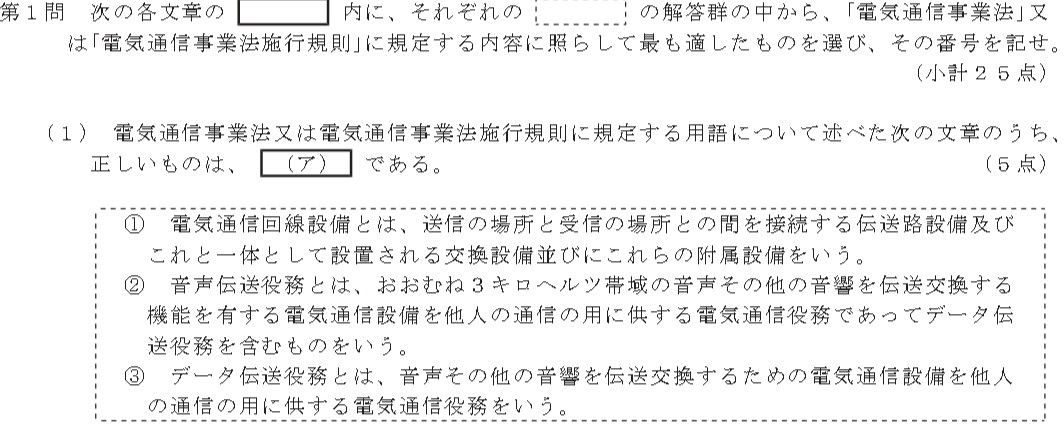 第1問 次の各文章の 内に、それぞれの の解答群の中から、「電気通信事業法」又
は「電気通信事業法施行規則」に規定する内容に照らして最も適したものを選び、その番号を記せ。
(小計25点)
(1) 電気通信事業法又は電気通信事業法施行規則に規定する用語について述べた次の文章のうち、
正しいものは、 (ア) である。 (5点)
① 電気通信回線設備とは、送信の場所と受信の場所との間を接続する伝送路設備及び
これと一体として設置される交換設備並びにこれらの附属設備をいう。
② 音声伝送役務とは、おおむね3キロヘルツ帯域の音声その他の音響を伝送交換する
機能を有する電気通信設備を他人の通信の用に供する電気通信役務であってデータ伝
送役務を含むものをいう。
③ データ伝送役務とは、音声その他の音響を伝送交換するための電気通信設備を他人
の通信の用に供する電気通信役務をいう。